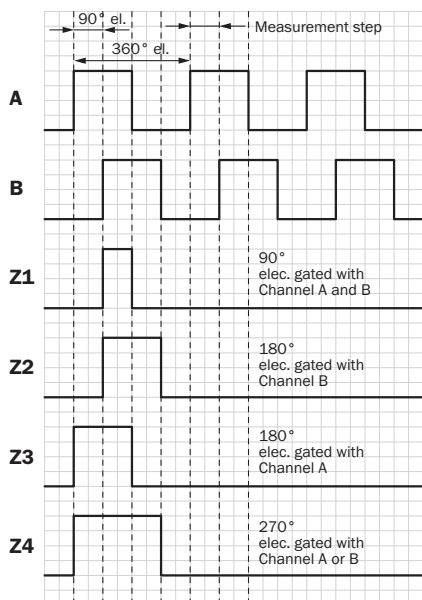 90° el.
Measurement step
360° el.
A
B
Z1
90°
elec. gated with
Channel A and B
Z2
180°
elec. gated with
Channel B
Z3
180°
elec. gated with
Channel A
Z4
270°
elec. gated with
Channel A or B